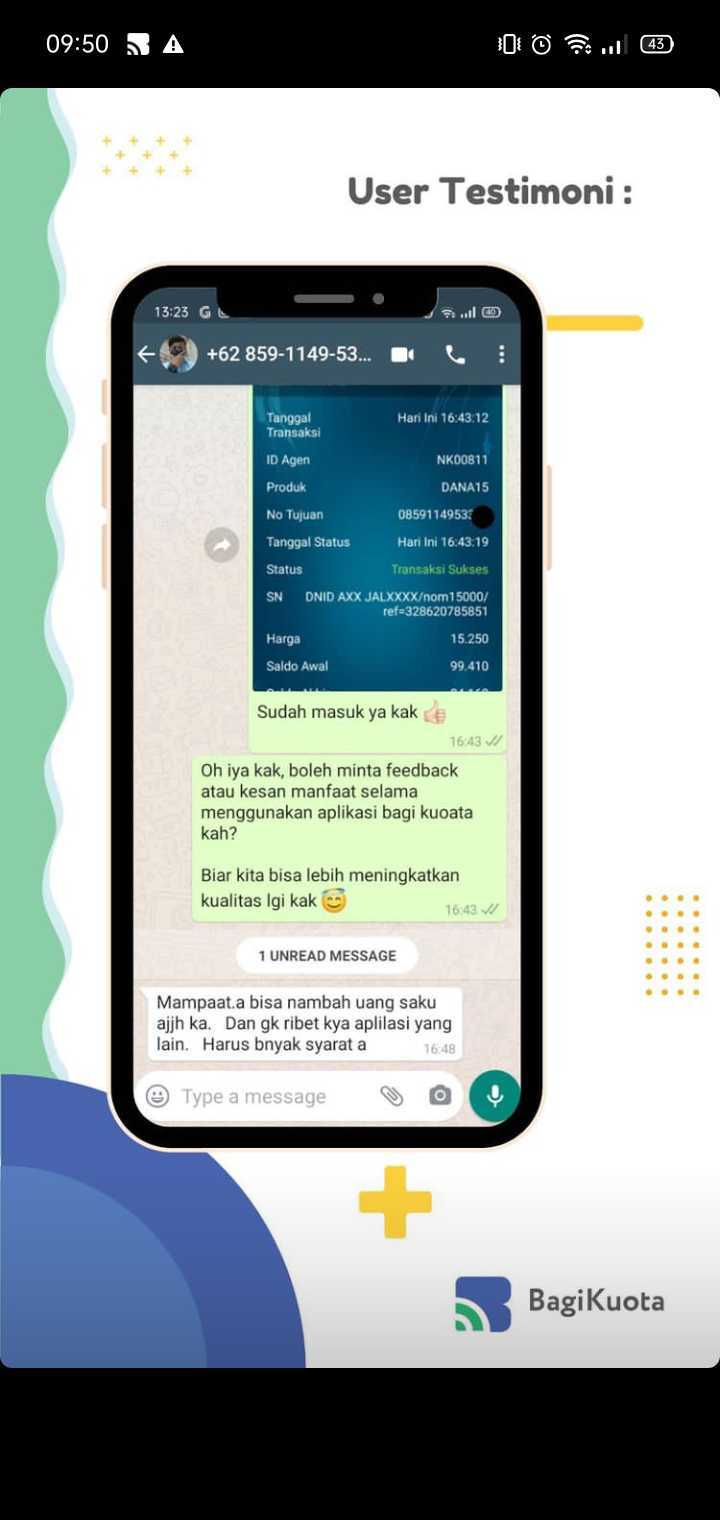 09:50
43
User Testimoni :
13:23 G
40
+62 859-1149-53...
Tanggal Transaksi Hari Ini 16:43:12
ID Agen NK00811
Produk DANA15
No Tujuan 0859114953
Tanggal Status Hari Ini 16:43:19
Status Transaksi Sukses
SN DNID AXX JALXXXX/nom15000/
ref=328620785851
Harga 15.250
Saldo Awal 99.410
Sudah masuk ya kak
16:43
Oh iya kak, boleh minta feedback
atau kesan manfaat selama
menggunakan aplikasi bagi kuoata
kah?
Biar kita bisa lebih meningkatkan
kualitas lgi kak
16:43
1 UNREAD MESSAGE
Mampaat.a bisa nambah uang saku
ajjh ka. Dan gk ribet kya aplilasi yang
lain. Harus bnyak syarat a
16:48
Type a message
BagiKuota